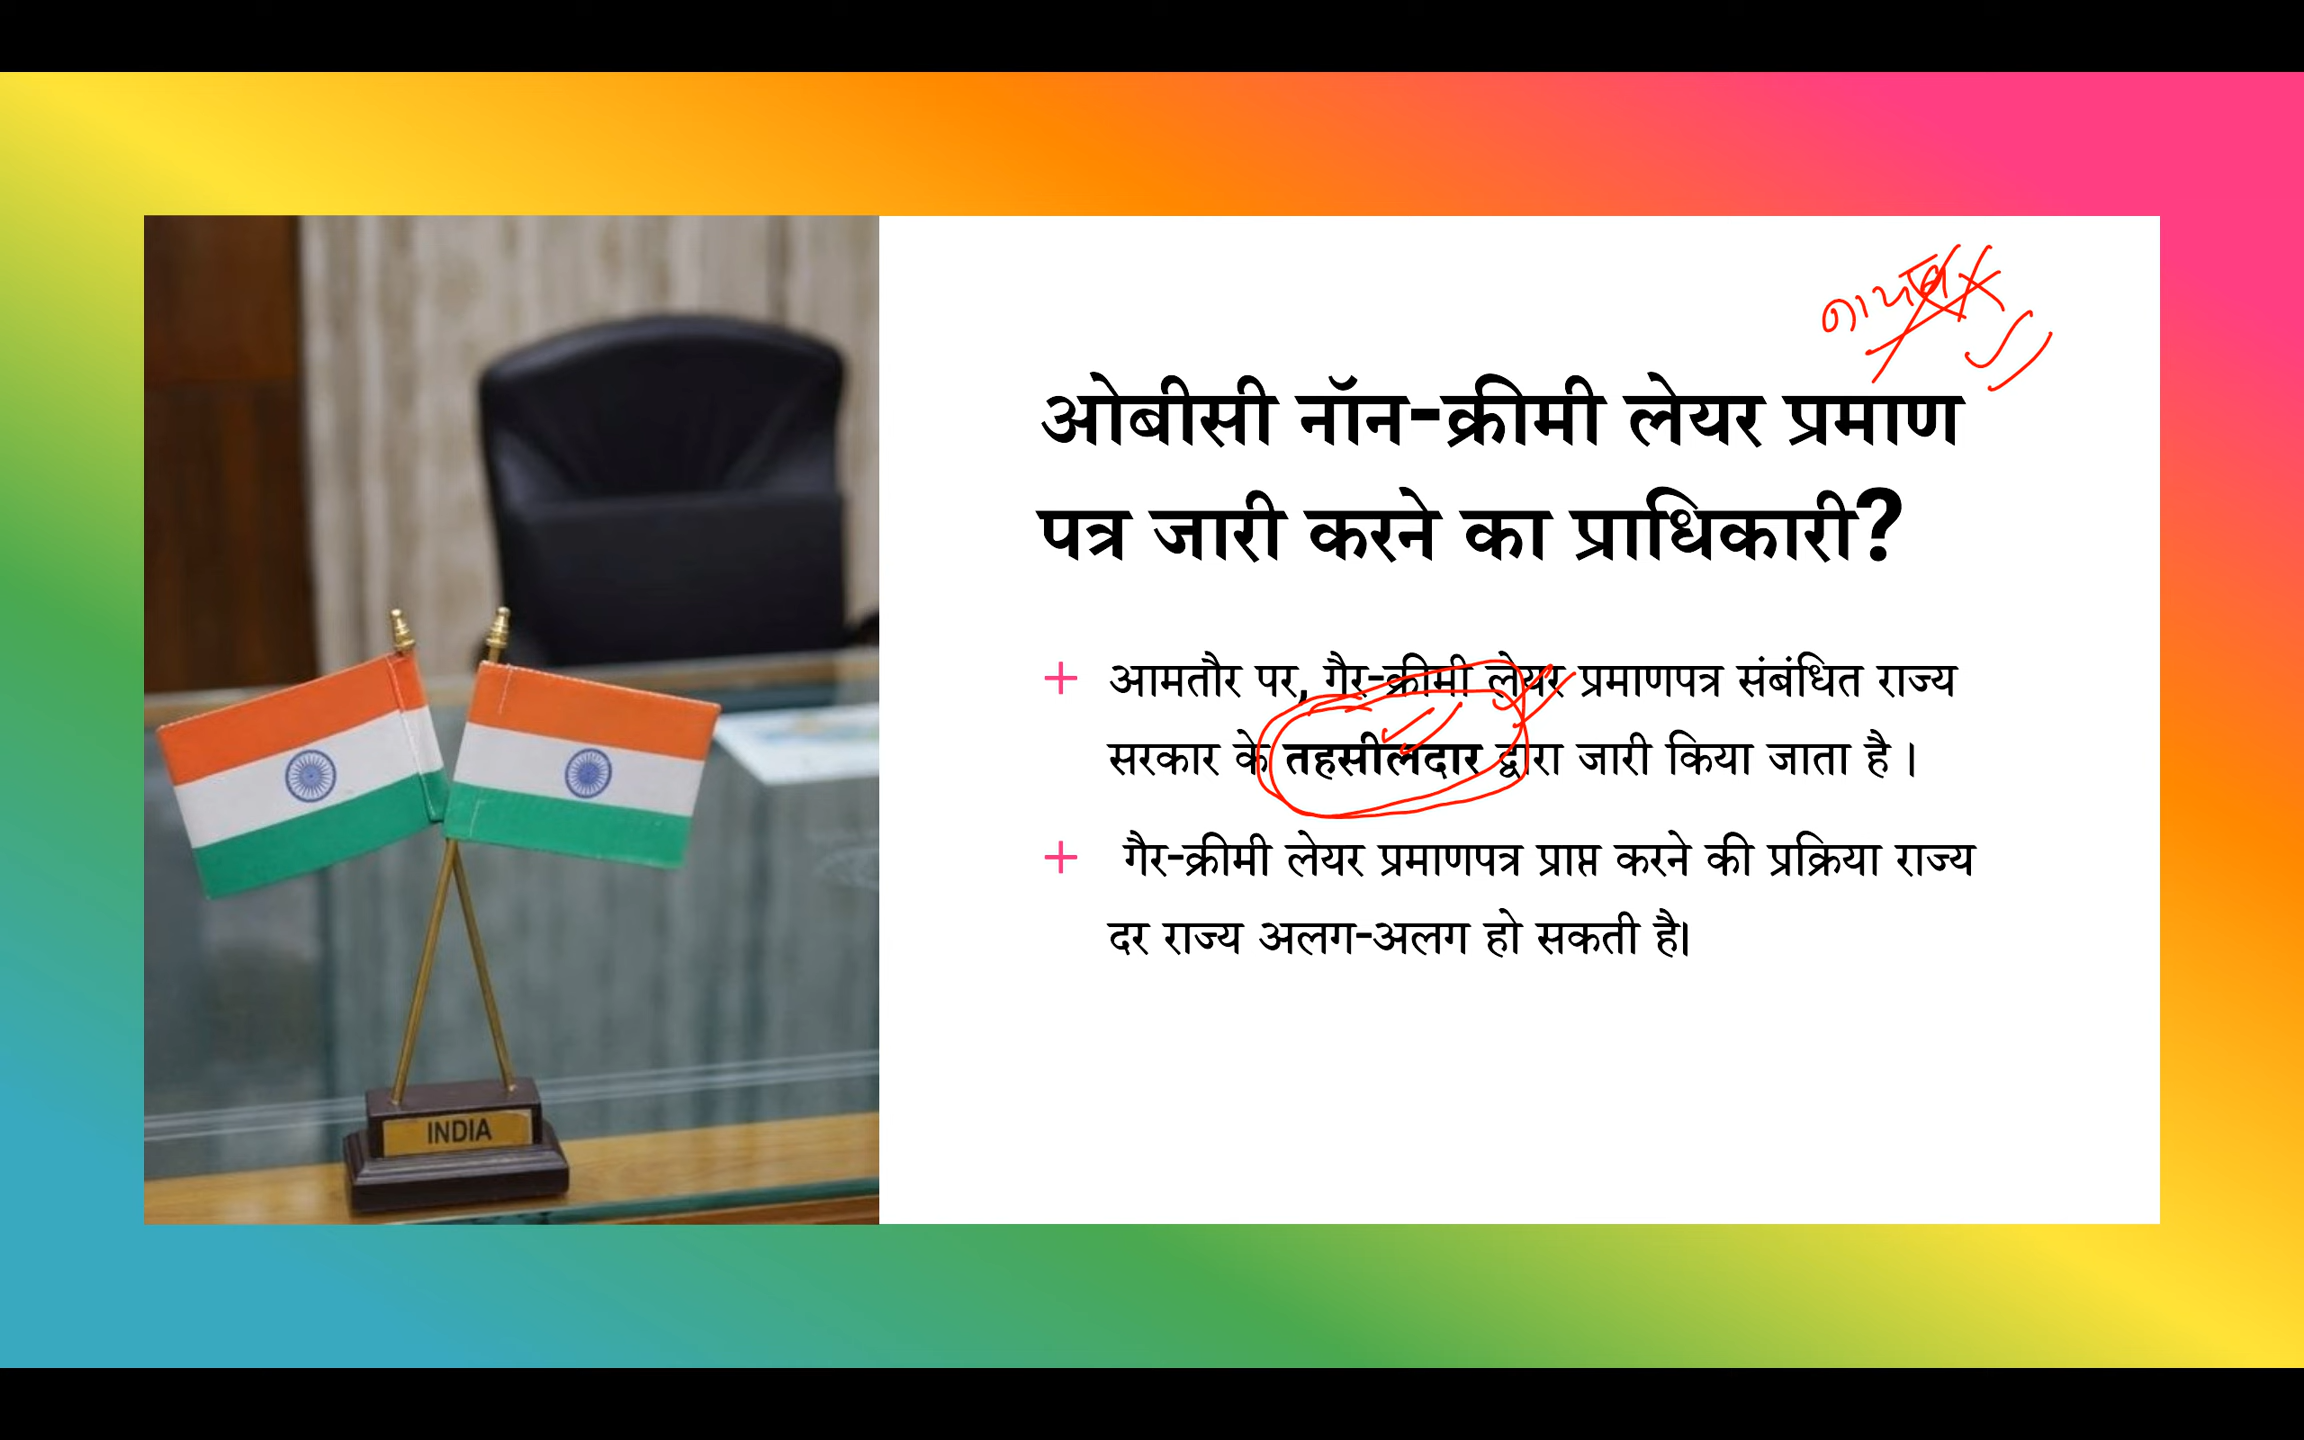 ओबीसी नॉन-क्रीमी लेयर प्रमाण
पत्र जारी करने का प्राधिकारी?
+ आमतौर पर, गैर-क्रीमी लेयर प्रमाणपत्र संबंधित राज्य
सरकार के तहसीलदार द्वारा जारी किया जाता है ।
+ गैर-क्रीमी लेयर प्रमाणपत्र प्राप्त करने की प्रक्रिया राज्य
दर राज्य अलग-अलग हो सकती है।
INDIA